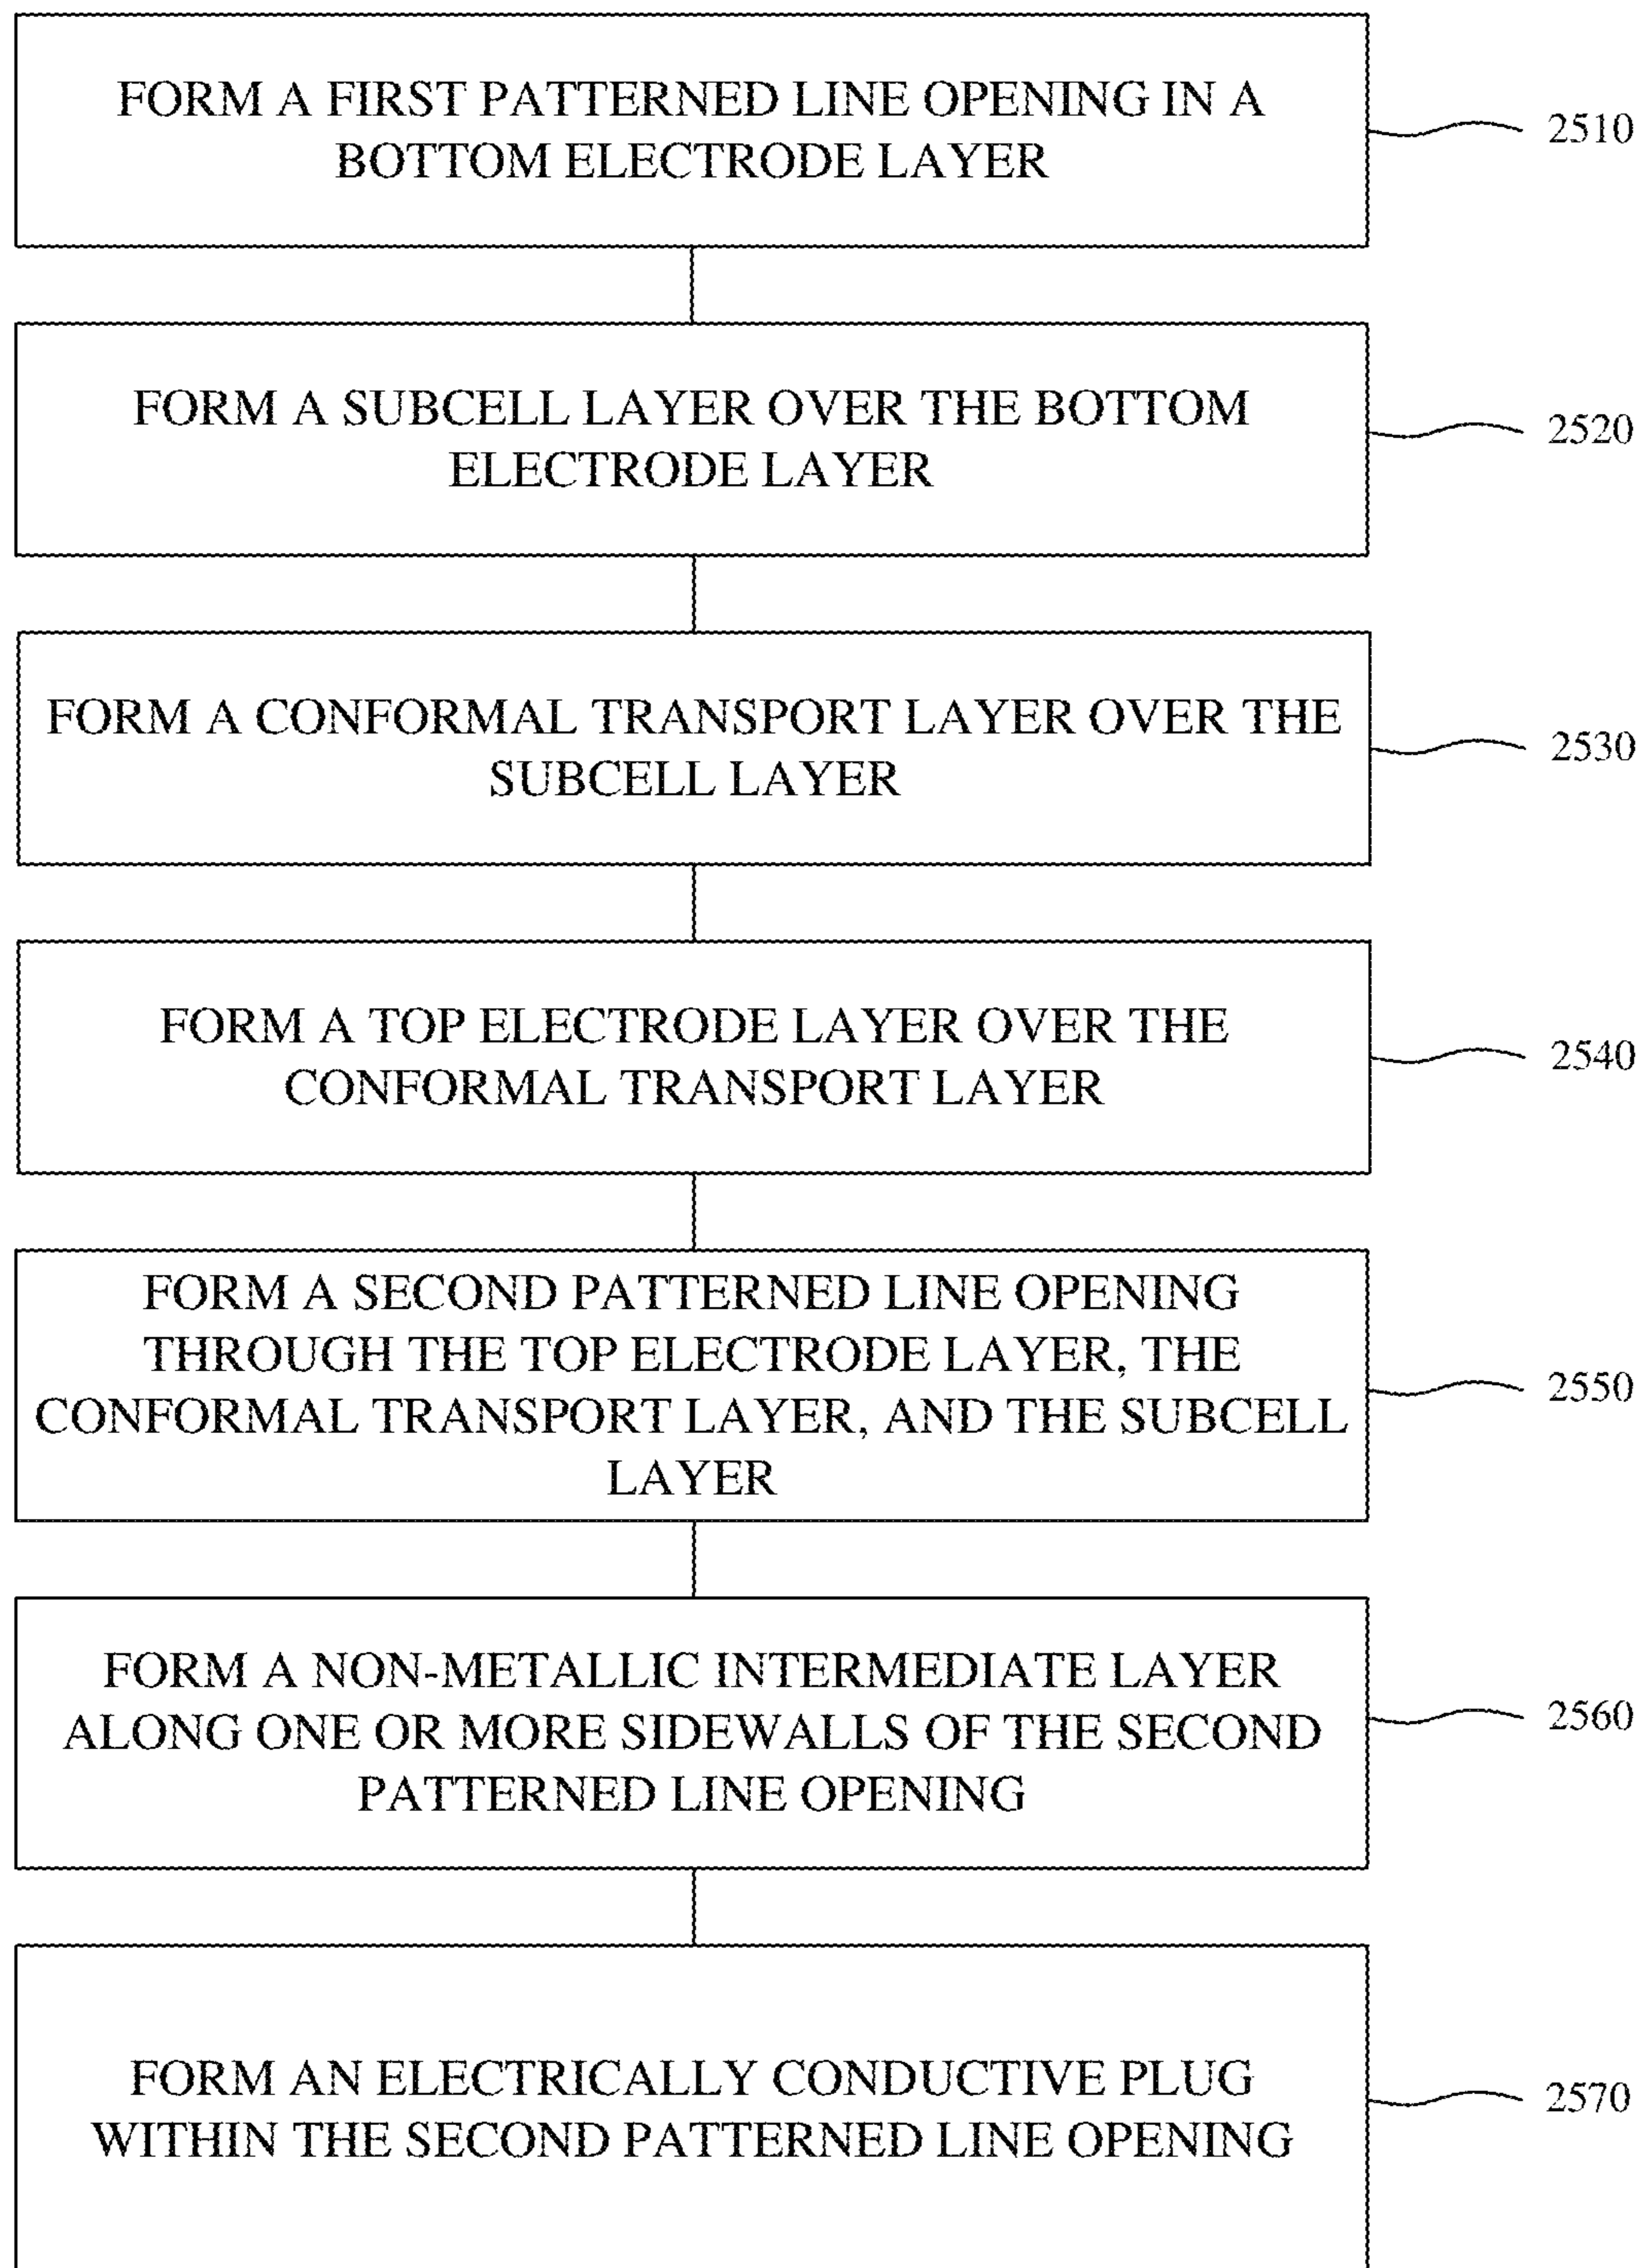 FORM A FIRST PATTERNED LINE OPENING IN A
BOTTOM ELECTRODE LAYER
2510
FORM A SUBCELL LAYER OVER THE BOTTOM
ELECTRODE LAYER
2520
FORM A CONFORMAL TRANSPORT LAYER OVER THE
SUBCELL LAYER
2530
FORM A TOP ELECTRODE LAYER OVER THE
CONFORMAL TRANSPORT LAYER
2540
FORM A SECOND PATTERNED LINE OPENING
THROUGH THE TOP ELECTRODE LAYER, THE
CONFORMAL TRANSPORT LAYER, AND THE SUBCELL
LAYER
2550
FORM A NON-METALLIC INTERMEDIATE LAYER
ALONG ONE OR MORE SIDEWALLS OF THE SECOND
PATTERNED LINE OPENING
2560
FORM AN ELECTRICALLY CONDUCTIVE PLUG
WITHIN THE SECOND PATTERNED LINE OPENING
2570